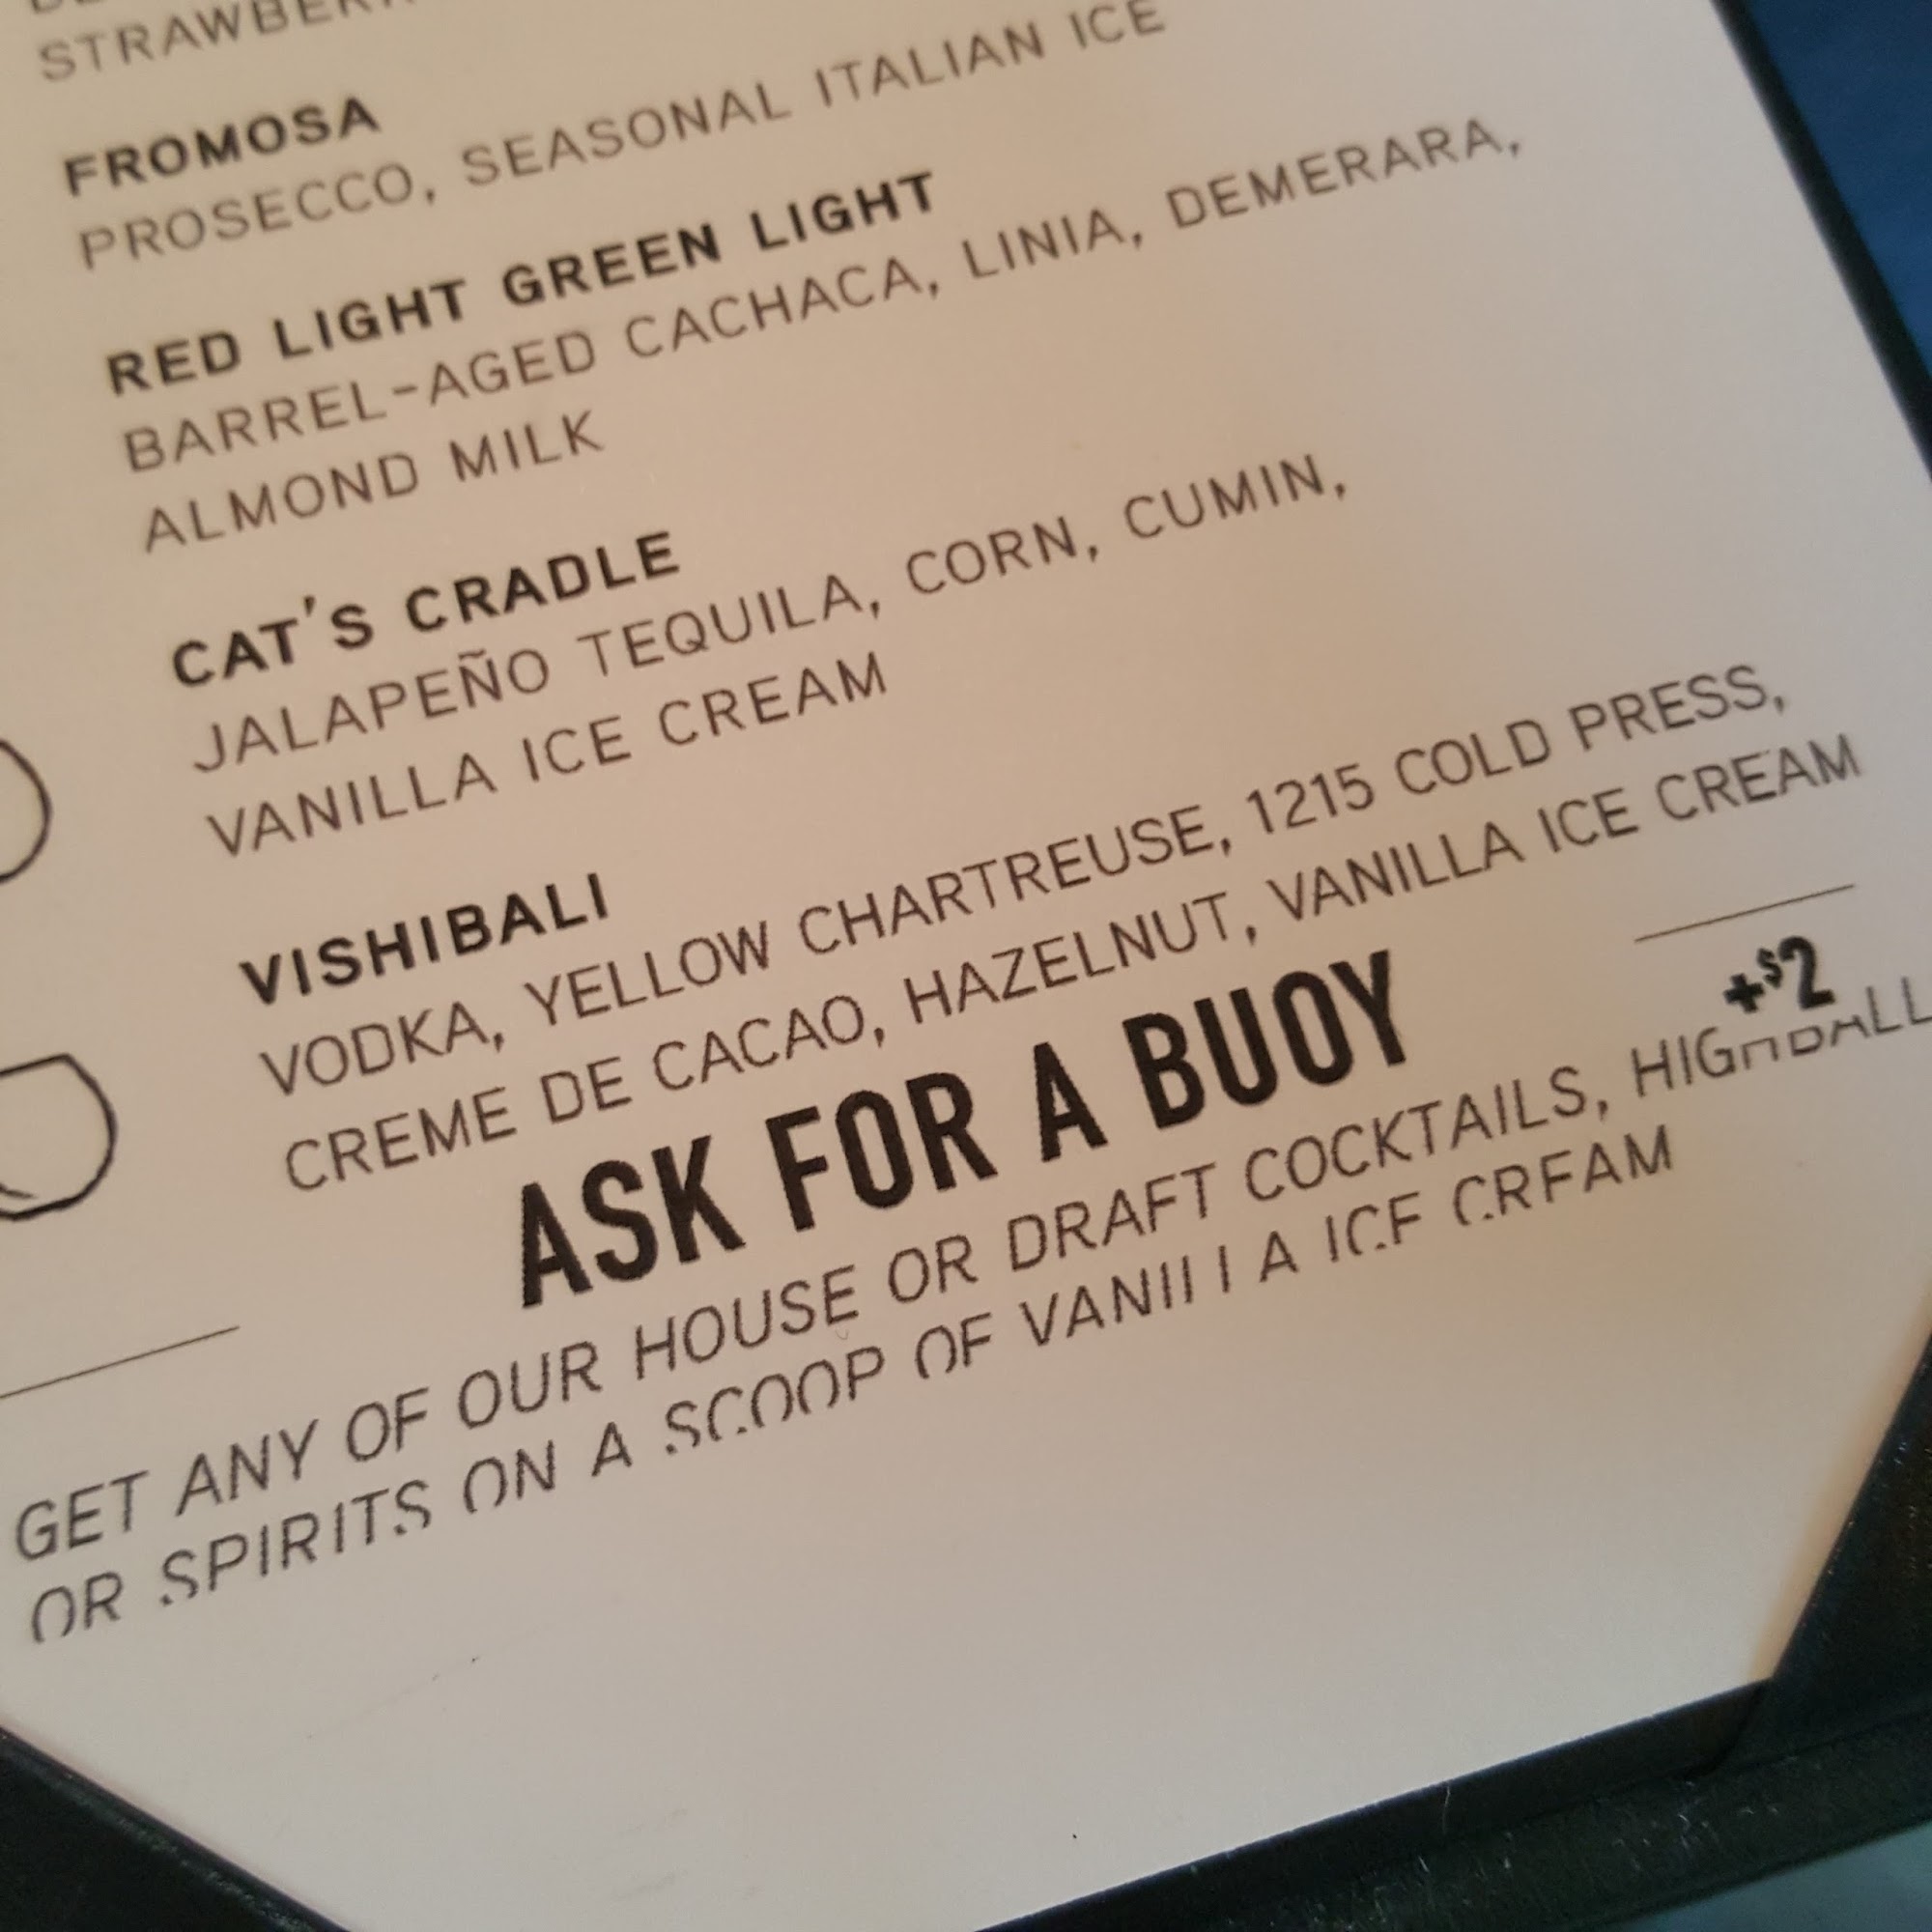 FROMOSA
PROSECCO, SEASONAL ITALIAN ICE
RED LIGHT GREEN LIGHT
BARREL-AGED CACHACA, LINIA, DEMERARA,
ALMOND MILK
CAT'S CRADLE
JALAPEÑO TEQUILA, CORN, CUMIN,
VANILLA ICE CREAM
VISHIBALI
VODKA, YELLOW CHARTREUSE, 1215 COLD PRESS,
CREME DE CACAO, HAZELNUT, VANILLA ICE CREAM
ASK FOR A BUOY
+$2
GET ANY OF OUR HOUSE OR DRAFT COCKTAILS, HIGHBALL
OR SPIRITS ON A SCOOP OF VANILLA ICE CREAM